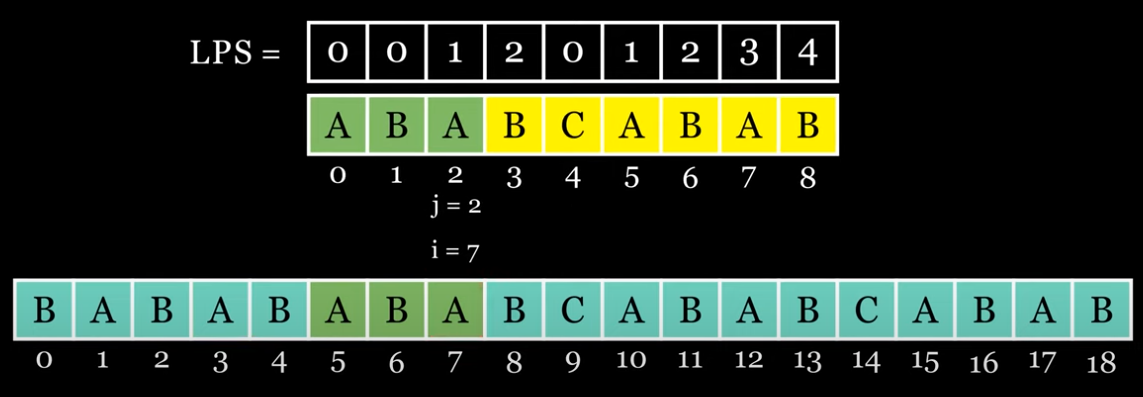 LPS = 0 0 1 2 0 1 2 3 4
A B A B C A B A B
0 1 2 3 4 5 6 7 8
j = 2
i = 7
B A B A B A B A B C A B A B C A B A B
0 1 2 3 4 5 6 7 8 9 10 11 12 13 14 15 16 17 18